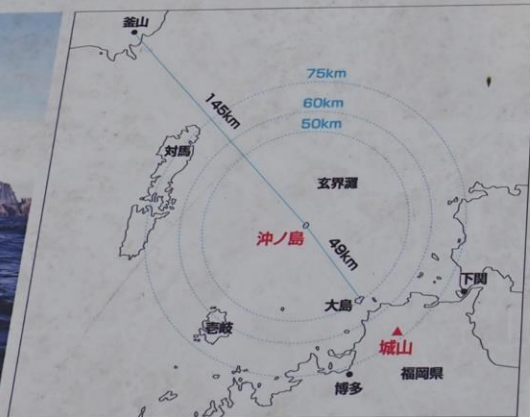 釜山
75km
60km
50km
145km
対馬
玄界灘
沖ノ島
49km
大島
下関
壱岐
城山
博多
福岡県